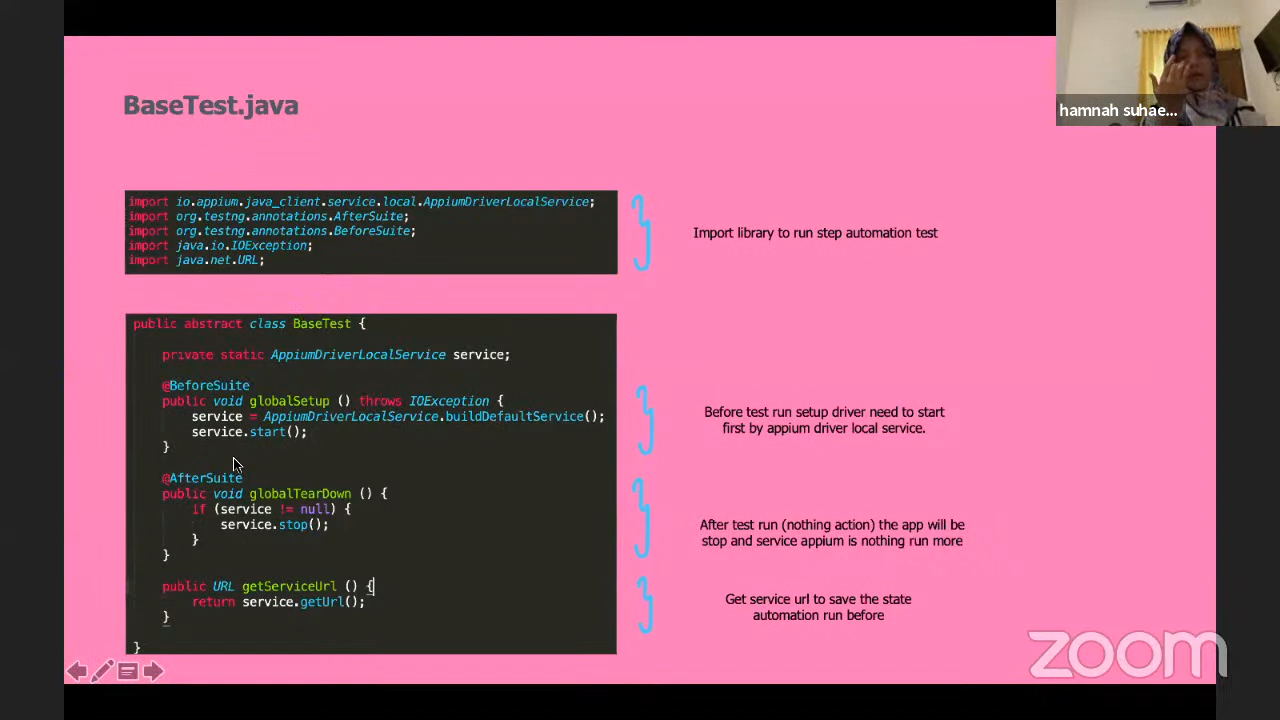 hamnah suhae...
BaseTest.java
import io.appium.java_client.service.local.AppiumDriverLocalService;
import org.testng.annotations.AfterSuite;
import org.testng.annotations.BeforeSuite;
import java.io.IOException;
import java.net.URL;
Import library to run step automation test
public abstract class BaseTest {
private static AppiumDriverLocalService service;
@BeforeSuite
public void globalSetup () throws IOException {
service = AppiumDriverLocalService.buildDefaultService();
service.start();
}
Before test run setup driver need to start
first by appium driver local service.
@AfterSuite
public void globalTearDown () {
if (service != null) {
service.stop();
}
}
After test run (nothing action) the app will be
stop and service appium is nothing run more
public URL getServiceUrl () {
return service.getUrl();
}
Get service url to save the state
automation run before
}
zoom